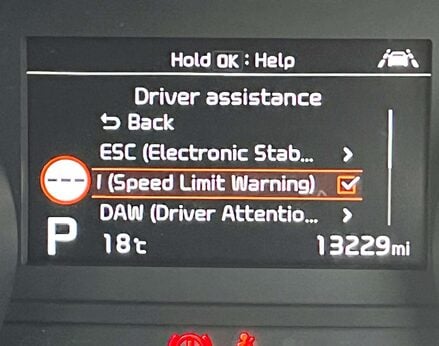 Hold OK : Help
Driver assistance
Back
ESC (Electronic Stab...
I (Speed Limit Warning)
DAW (Driver Attentio...
---
P
18℃
13229mi